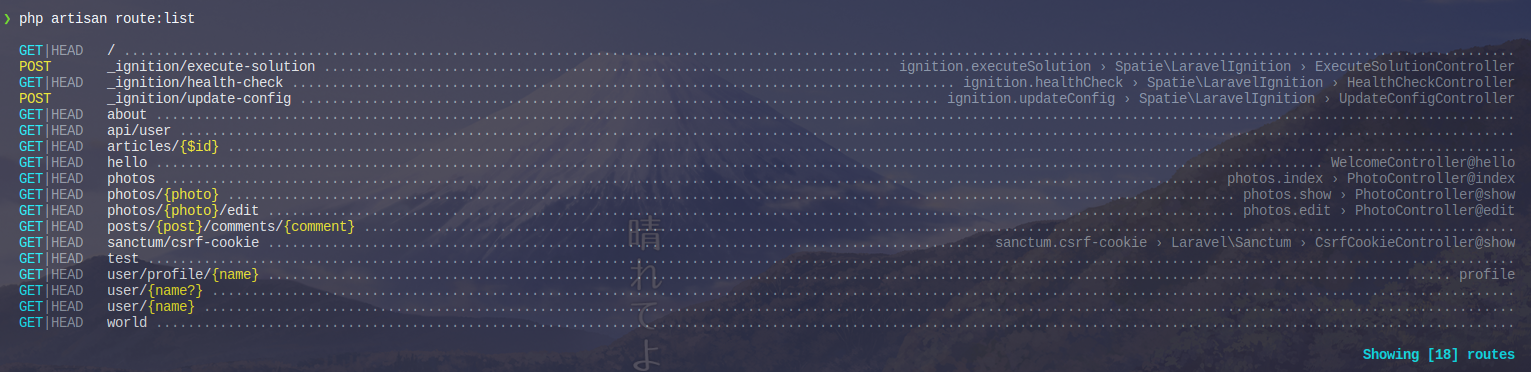 ❯ php artisan route:list
GET|HEAD / ........................................................................................................................................................................
POST _ignition/execute-solution ........................................................................ ignition.executeSolution › Spatie\LaravelIgnition › ExecuteSolutionController
GET|HEAD _ignition/health-check .................................................................................... ignition.healthCheck › Spatie\LaravelIgnition › HealthCheckController
POST _ignition/update-config ................................................................................. ignition.updateConfig › Spatie\LaravelIgnition › UpdateConfigController
GET|HEAD about ....................................................................................................................................................................
GET|HEAD api/user .................................................................................................................................................................
GET|HEAD articles/{$id} ...........................................................................................................................................................
GET|HEAD hello ................................................................................................................................................. WelcomeController@hello
GET|HEAD photos .................................................................................................................................... photos.index › PhotoController@index
GET|HEAD photos/{photo} .............................................................................................................................. photos.show › PhotoController@show
GET|HEAD photos/{photo}/edit ......................................................................................................................... photos.edit › PhotoController@edit
GET|HEAD posts/{post}/comments/{comment} ..........................................................................................................................................
GET|HEAD sanctum/csrf-cookie .......................................................................................... sanctum.csrf-cookie › Laravel\Sanctum › CsrfCookieController@show
GET|HEAD test .....................................................................................................................................................................
GET|HEAD user/profile/{name} .................................................................................................................................................... profile
GET|HEAD user/{name?} .............................................................................................................................................................
GET|HEAD user/{name} ..............................................................................................................................................................
GET|HEAD world ....................................................................................................................................................................
Showing [18] routes
晴れてよ